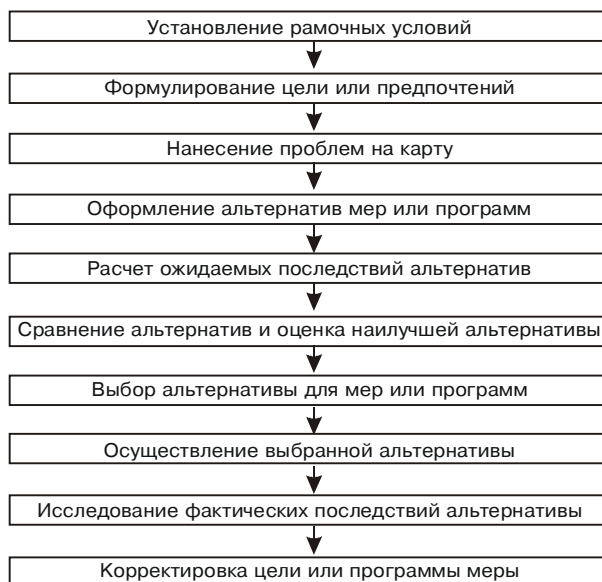 Установление рамочных условий
Формулирование цели или предпочтений
Нанесение проблем на карту
Оформление альтернатив мер или программ
Расчет ожидаемых последствий альтернатив
Сравнение альтернатив и оценка наилучшей альтернативы
Выбор альтернативы для мер или программ
Осуществление выбранной альтернативы
Исследование фактических последствий альтернативы
Корректировка цели или программы меры